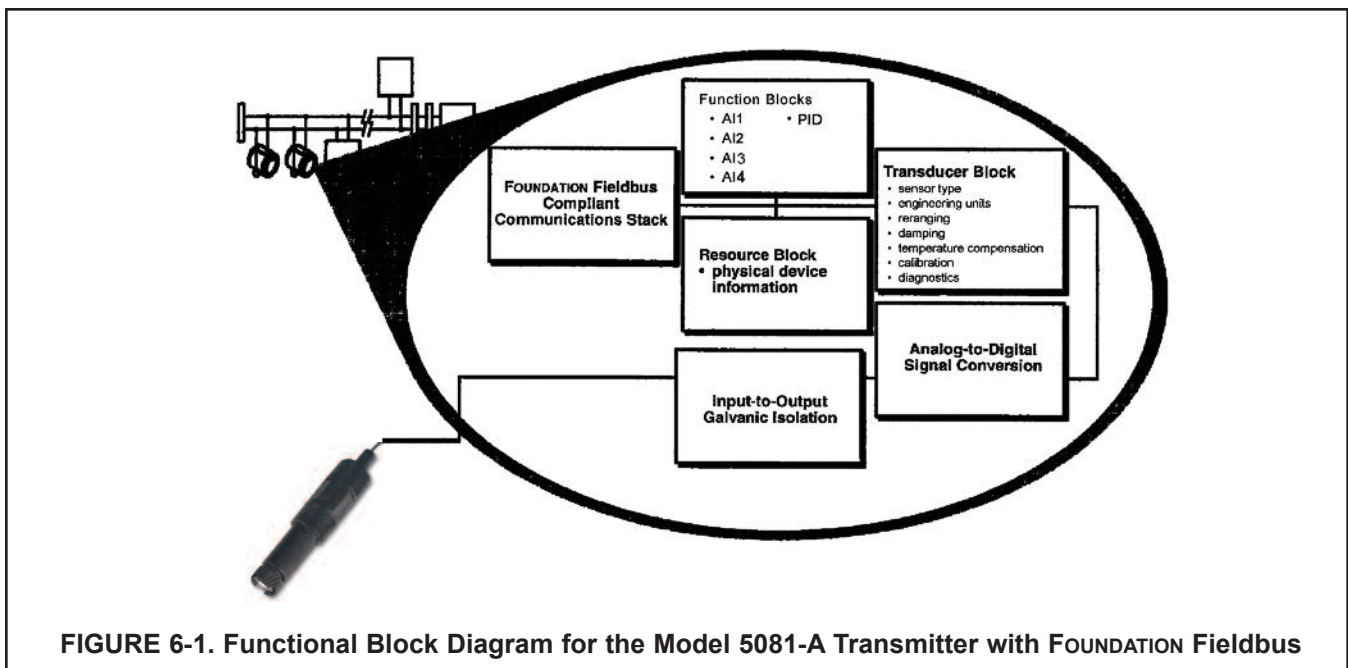 Function Blocks
• AI1 • PID
• AI2
• AI3
• AI4
FOUNDATION Fieldbus
Compliant
Communications Stack
Transducer Block
• sensor type
• engineering units
• reranging
• damping
• temperature compensation
• calibration
• diagnostics
Resource Block
• physical device
information
Analog-to-Digital
Signal Conversion
Input-to-Output
Galvanic Isolation
FIGURE 6-1. Functional Block Diagram for the Model 5081-A Transmitter with FOUNDATION Fieldbus